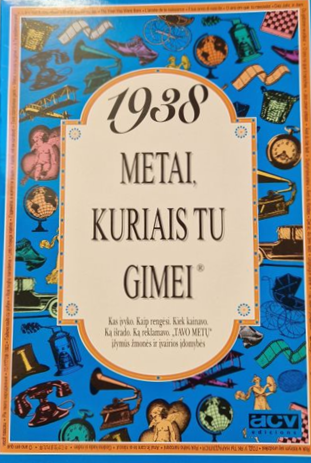 1938
METAI,
KURIAIS TU
GIMEI®
Kas įvyko. Kaip rengėsi. Kiek kainavo.
Ką išrado. Ką reklamavo. „TAVO METŲ“
įžymūs žmonės ir įvairios įdomybės
acv
edicions